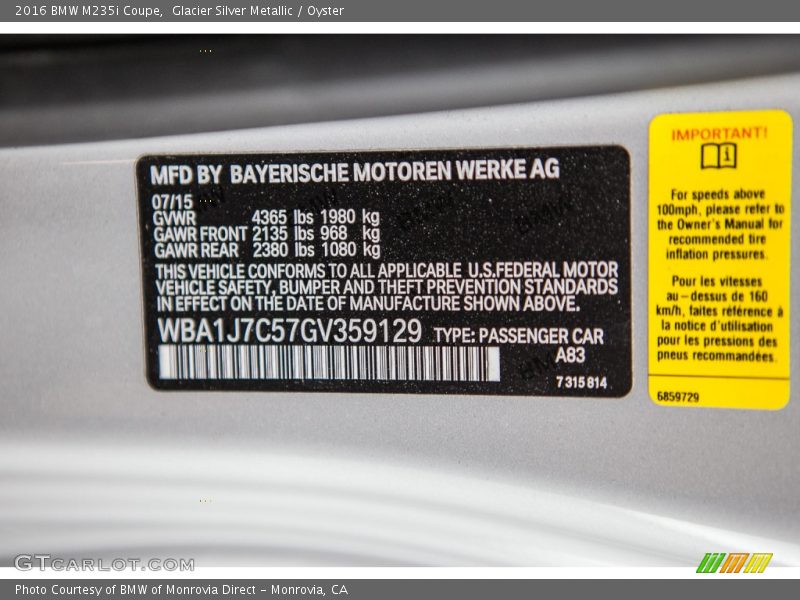 2016 BMW M235i Coupe,  Glacier Silver Metallic / Oyster
MFD BY BAYERISCHE MOTOREN WERKE AG
07/15
GVWR 4365 lbs 1980 kg
GAWR FRONT 2135 lbs 968 kg
GAWR REAR 2380 lbs 1080 kg
THIS VEHICLE CONFORMS TO ALL APPLICABLE U.S.FEDERAL MOTOR
VEHICLE SAFETY, BUMPER AND THEFT PREVENTION STANDARDS
IN EFFECT ON THE DATE OF MANUFACTURE SHOWN ABOVE.
WBA1J7C57GV359129 TYPE: PASSENGER CAR
A83
7 315 814
IMPORTANT!
For speeds above
100mph, please refer to
the Owner's Manual for
recommended tire
inflation pressures.
Pour les vitesses
au-dessus de 160
km/h, faites référence à
la notice d'utilisation
pour les pressions des
pneus recommandées.
6859729
GTCARLOT.COM
Photo Courtesy of BMW of Monrovia Direct - Monrovia, CA